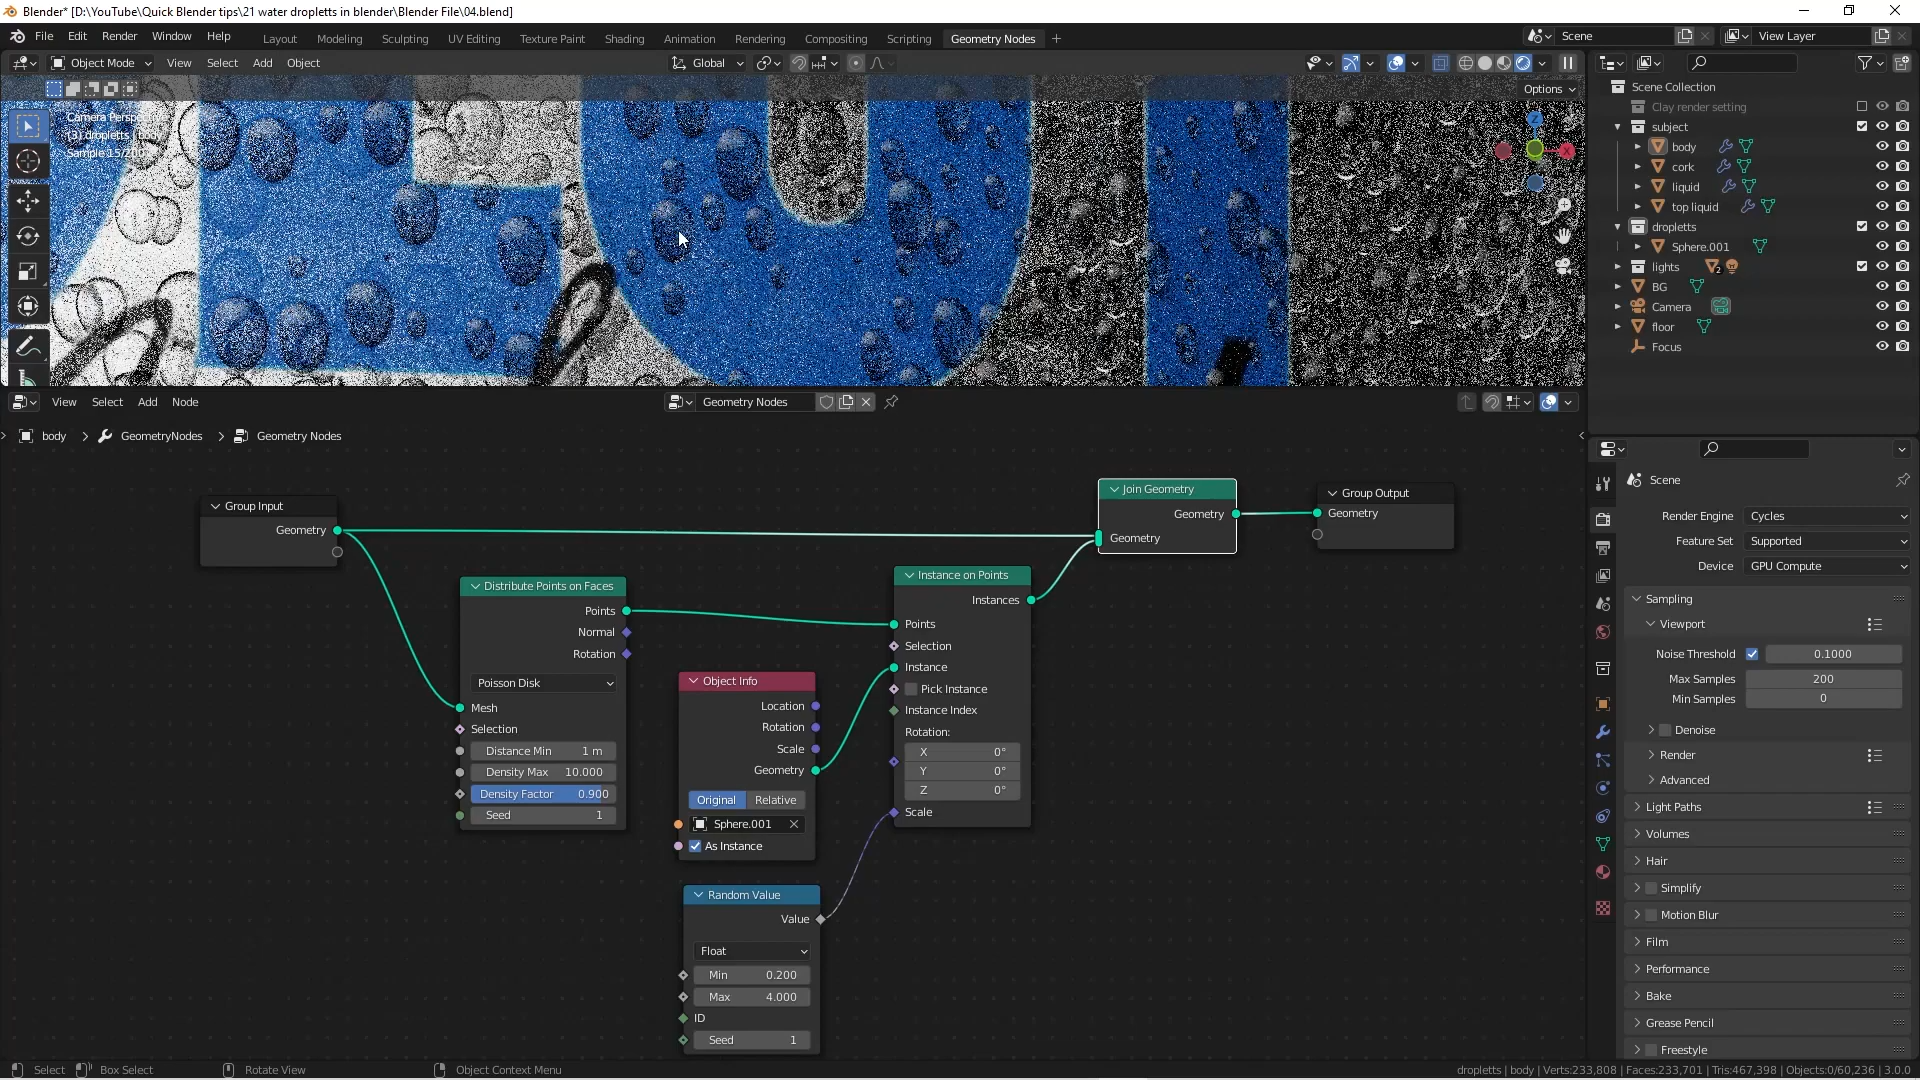 Blender* [D:\YouTube\Quick Blender tips\21 water dropletts in blender\Blender File\04.blend]
File Edit Render Window Help Layout Modeling Sculpting UV Editing Texture Paint Shading Animation Rendering Compositing Scripting Geometry Nodes Scene View Layer
Object Mode View Select Add Object Global
Options
Camera Perspective
(3) dropletts | body
Sample 15/200
Z
X
Scene Collection
Clay render setting
subject
body
cork
liquid
top liquid
dropletts
Sphere.001
lights 2
BG
Camera
floor
Focus
View Select Add Node Geometry Nodes
body GeometryNodes Geometry Nodes
Group Input
Geometry
Distribute Points on Faces
Points
Normal
Rotation
Poisson Disk
Mesh
Selection
Distance Min 1 m
Density Max 10.000
Density Factor 0.900
Seed 1
Object Info
Location
Rotation
Scale
Geometry
Original Relative
Sphere.001
As Instance
Random Value
Value
Float
Min 0.200
Max 4.000
ID
Seed 1
Instance on Points
Instances
Points
Selection
Instance
Pick Instance
Instance Index
Rotation:
X 0°
Y 0°
Z 0°
Scale
Join Geometry
Geometry
Geometry
Group Output
Geometry
Scene
Render Engine Cycles
Feature Set Supported
Device GPU Compute
Sampling
Viewport
Noise Threshold 0.1000
Max Samples 200
Min Samples 0
Denoise
Render
Advanced
Light Paths
Volumes
Hair
Simplify
Motion Blur
Film
Performance
Bake
Grease Pencil
Freestyle
Select Box Select Rotate View Object Context Menu dropletts | body | Verts:233,808 | Faces:233,701 | Tris:467,398 | Objects:0/60,236 | 3.0.0